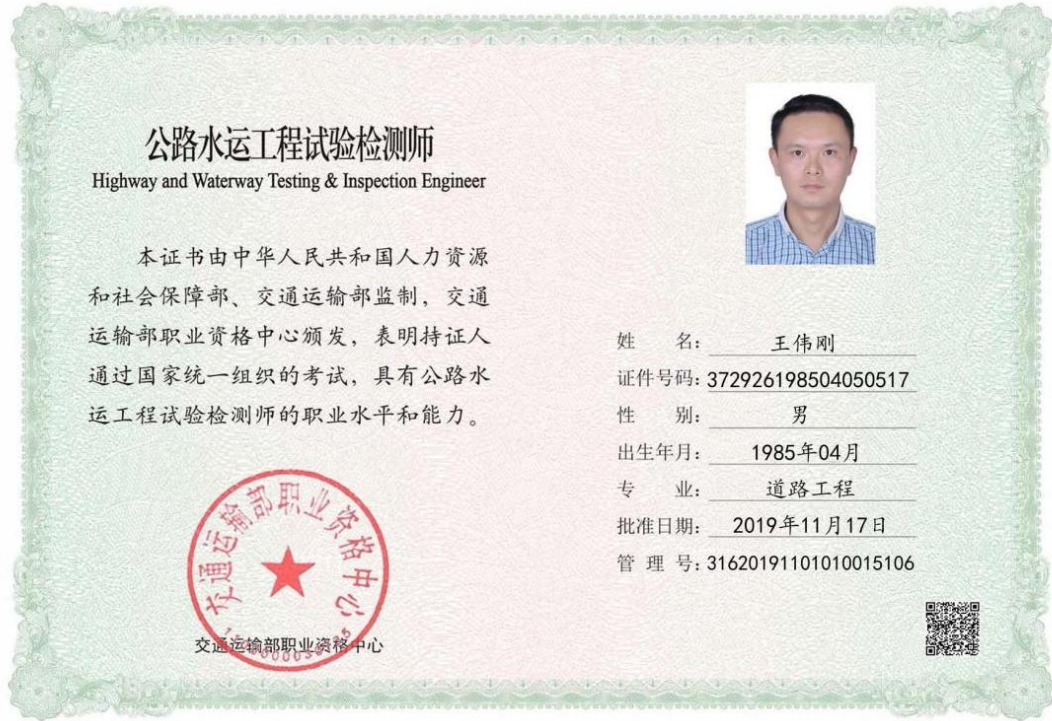 公路水运工程试验检测师
Highway and Waterway Testing & Inspection Engineer
本证书由中华人民共和国人力资源
和社会保障部、交通运输部监制，交通
运输部职业资格中心颁发，表明持证人
通过国家统一组织的考试，具有公路水
运工程试验检测师的职业水平和能力。
交通运输部职业资格中心
交通运输部职业资格中心
姓 名：王伟刚
证件号码：372926198504050517
性 别：男
出生年月：1985年04月
专 业：道路工程
批准日期：2019年11月17日
管 理 号：31620191101010015106